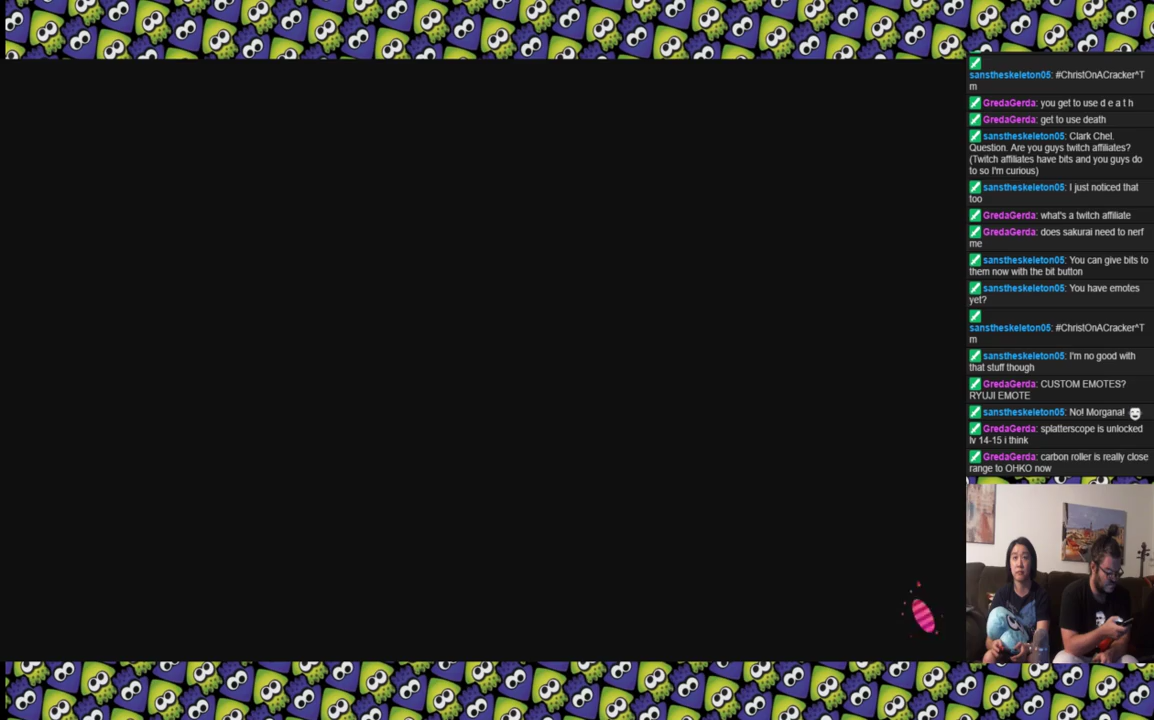 sanstheskeleton05: #ChristOnACracker^T
m
GredaGerda: you get to use d e a t h
GredaGerda: get to use death
sanstheskeleton05: Clark Chel.
Question. Are you guys twitch affiliates?
(Twitch affiliates have bits and you guys do
to so I'm curious)
sanstheskeleton05: I just noticed that
too
GredaGerda: what's a twitch affiliate
GredaGerda: does sakurai need to nerf
me
sanstheskeleton05: You can give bits to
them now with the bit button
sanstheskeleton05: You have emotes
yet?
sanstheskeleton05: #ChristOnACracker^T
m
sanstheskeleton05: I'm no good with
that stuff though
GredaGerda: CUSTOM EMOTES?
RYUJI EMOTE
sanstheskeleton05: No! Morgana!
GredaGerda: splatterscope is unlocked
lv 14-15 i think
GredaGerda: carbon roller is really close
range to OHKO now